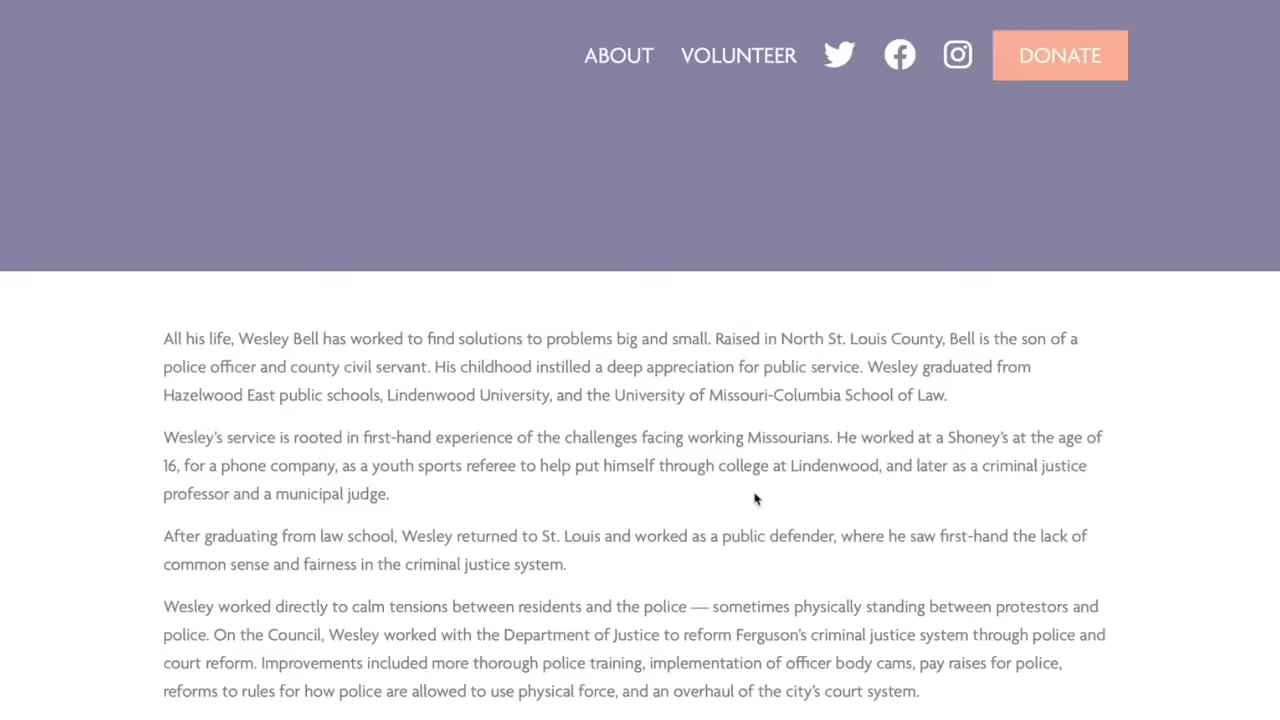 ABOUT VOLUNTEER DONATE
All his life, Wesley Bell has worked to find solutions to problems big and small. Raised in North St. Louis County, Bell is the son of a
police officer and county civil servant. His childhood instilled a deep appreciation for public service. Wesley graduated from
Hazelwood East public schools, Lindenwood University, and the University of Missouri-Columbia School of Law.
Wesley’s service is rooted in first-hand experience of the challenges facing working Missourians. He worked at a Shoney’s at the age of
16, for a phone company, as a youth sports referee to help put himself through college at Lindenwood, and later as a criminal justice
professor and a municipal judge.
After graduating from law school, Wesley returned to St. Louis and worked as a public defender, where he saw first-hand the lack of
common sense and fairness in the criminal justice system.
Wesley worked directly to calm tensions between residents and the police — sometimes physically standing between protestors and
police. On the Council, Wesley worked with the Department of Justice to reform Ferguson’s criminal justice system through police and
court reform. Improvements included more thorough police training, implementation of officer body cams, pay raises for police,
reforms to rules for how police are allowed to use physical force, and an overhaul of the city’s court system.